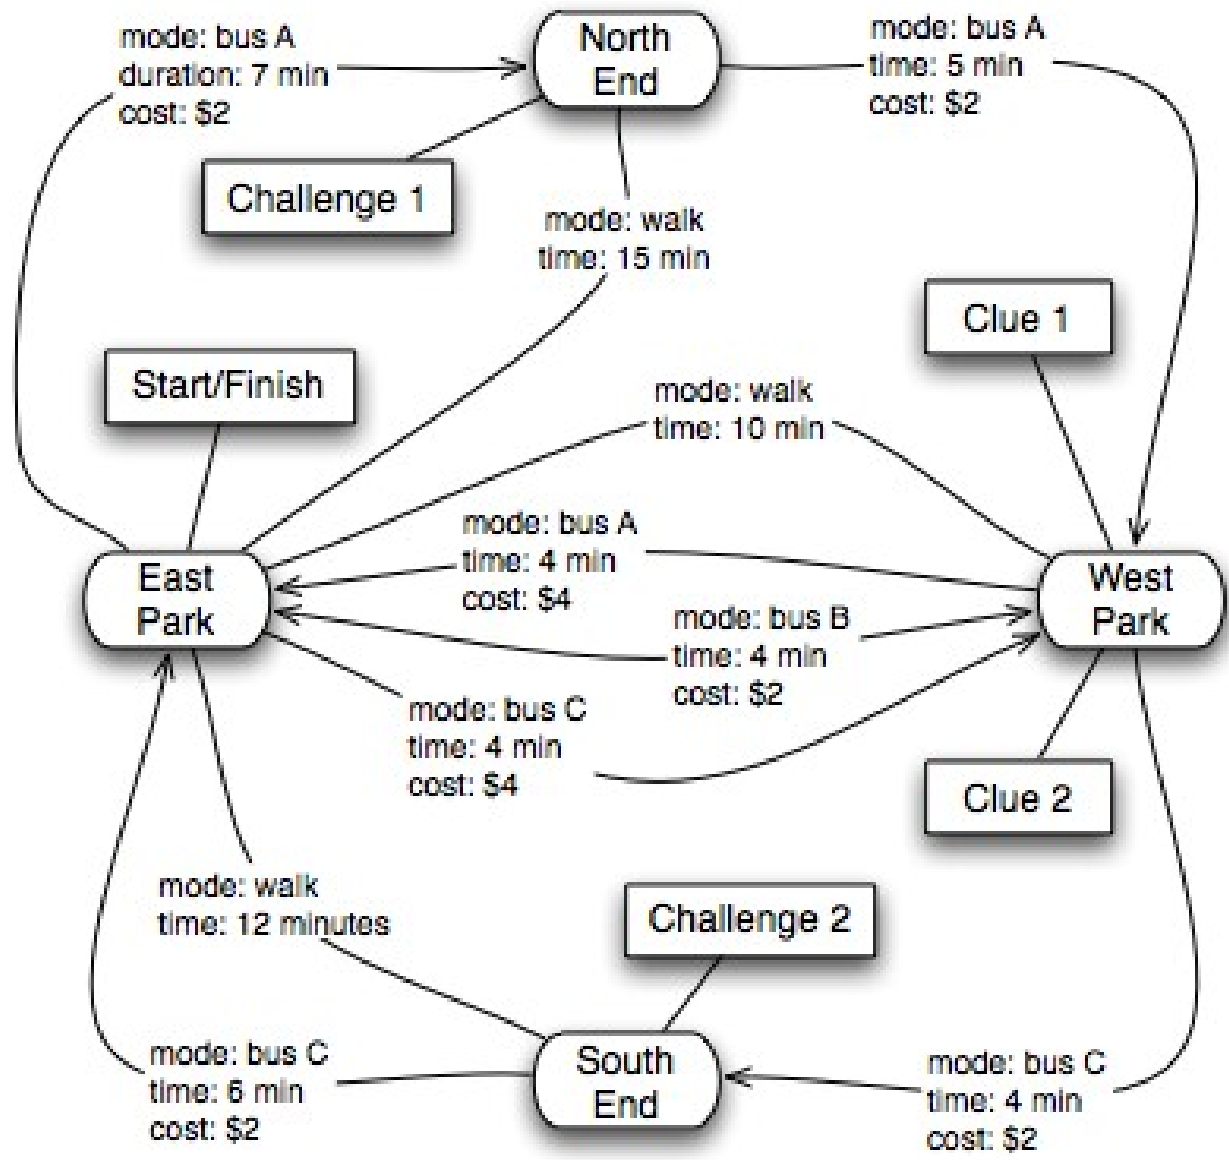 mode: bus A
duration: 7 min
cost: $2
North
End
mode: bus A
time: 5 min
cost: $2
Challenge 1
mode: walk
time: 15 min
Clue 1
Start/Finish
mode: walk
time: 10 min
mode: bus A
time: 4 min
cost: $4
East
Park
West
Park
mode: bus B
time: 4 min
cost: $2
mode: bus C
time: 4 min
cost: $4
Clue 2
mode: walk
time: 12 minutes
Challenge 2
mode: bus C
time: 6 min
cost: $2
South
End
mode: bus C
time: 4 min
cost: $2